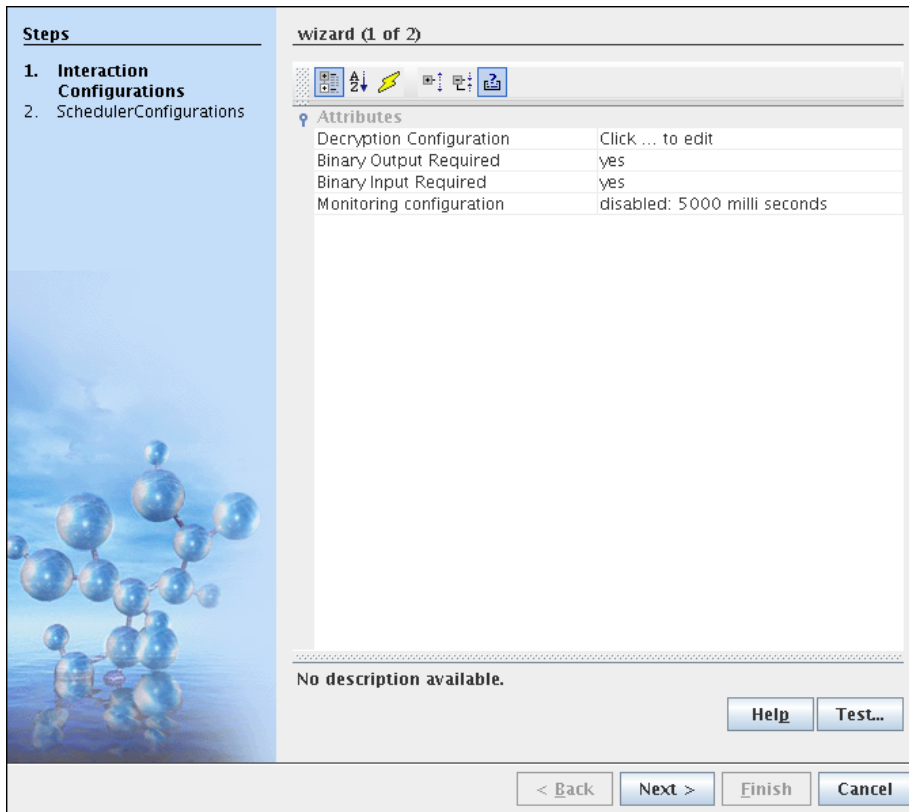 Steps
1. Interaction
Configurations
2. SchedulerConfigurations
wizard (1 of 2)
Attributes
Decryption Configuration Click ... to edit
Binary Output Required yes
Binary Input Required yes
Monitoring configuration disabled: 5000 milli seconds
No description available.
Help Test...
< Back Next > Finish Cancel